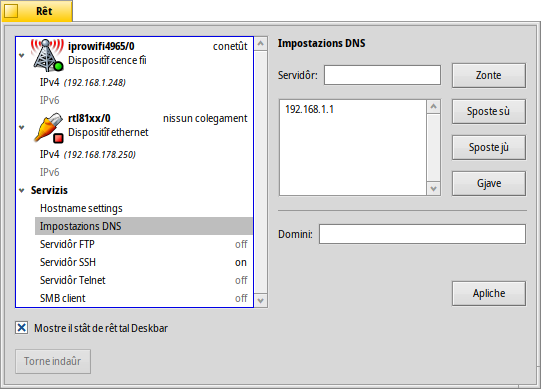 Rêt
iprowifi4965/0 conetût
Dispositîf cence fîi
IPv4 (192.168.1.248)
IPv6
rtl81xx/0 nissun colegament
Dispositîf ethernet
IPv4 (192.168.178.250)
IPv6
Servizis
Hostname settings
Impostazions DNS
Servidôr FTP off
Servidôr SSH on
Servidôr Telnet off
SMB client off
Mostre il stât de rêt tal Deskbar
Torne indaûr
Impostazions DNS
Servidôr: Zonte
192.168.1.1
Sposte sù
Sposte jù
Gjave
Domini:
Apliche